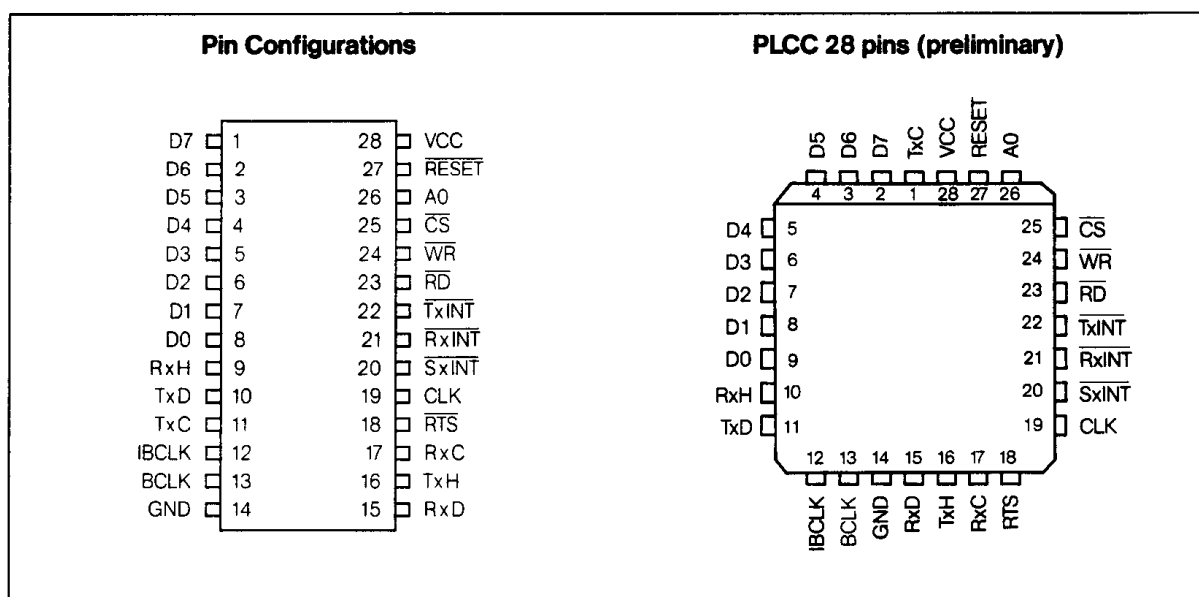 Pin Configurations
D7 1 28 VCC
D6 2 27 RESET
D5 3 26 A0
D4 4 25 CS
D3 5 24 WR
D2 6 23 RD
D1 7 22 TxINT
D0 8 21 RxINT
RxH 9 20 SxINT
TxD 10 19 CLK
TxC 11 18 RTS
IBCLK 12 17 RxC
BCLK 13 16 TxH
GND 14 15 RxD
PLCC 28 pins (preliminary)
D5 D6 D7 TxC VCC RESET A0
4 3 2 1 28 27 26
D4 5 25 CS
D3 6 24 WR
D2 7 23 RD
D1 8 22 TxINT
D0 9 21 RxINT
RxH 10 20 SxINT
TxD 11 19 CLK
12 13 14 15 16 17 18
IBCLK BCLK GND RxD TxH RxC RTS